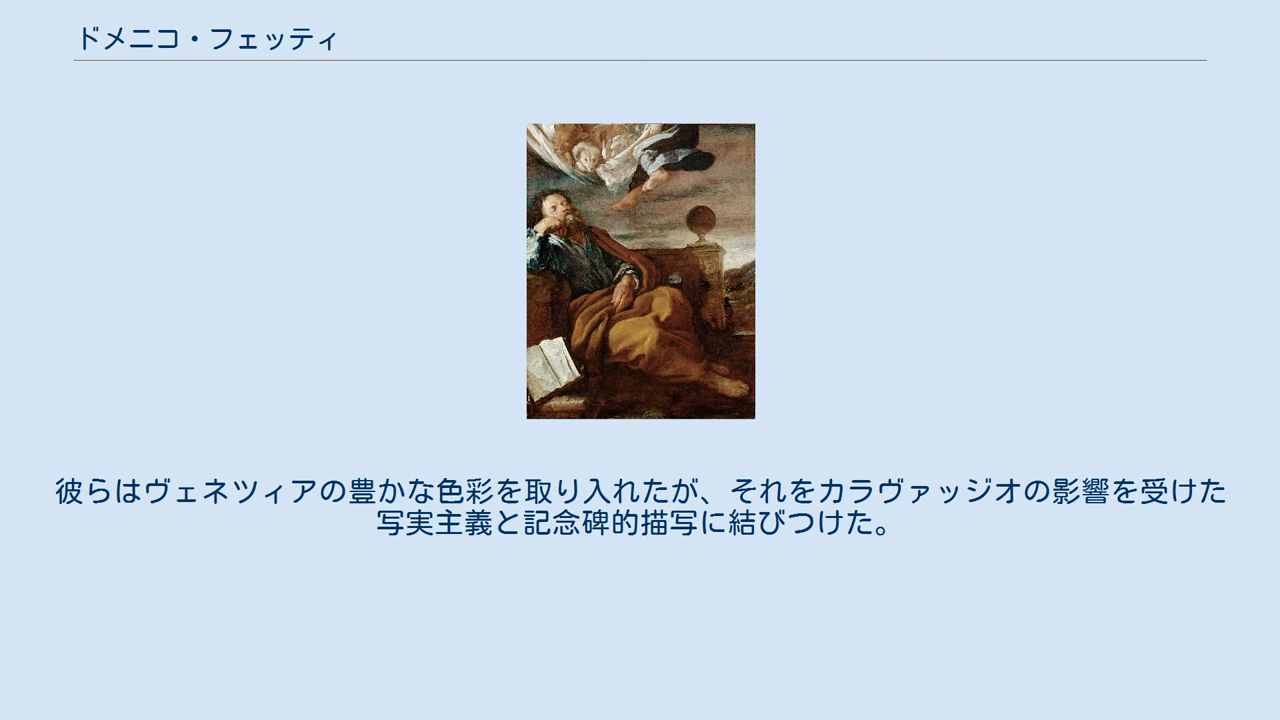 ドメニコ・フェッティ
彼らはヴェネツィアの豊かな色彩を取り入れたが、それをカラヴァッジオの影響を受けた
写実主義と記念碑的描写に結びつけた。